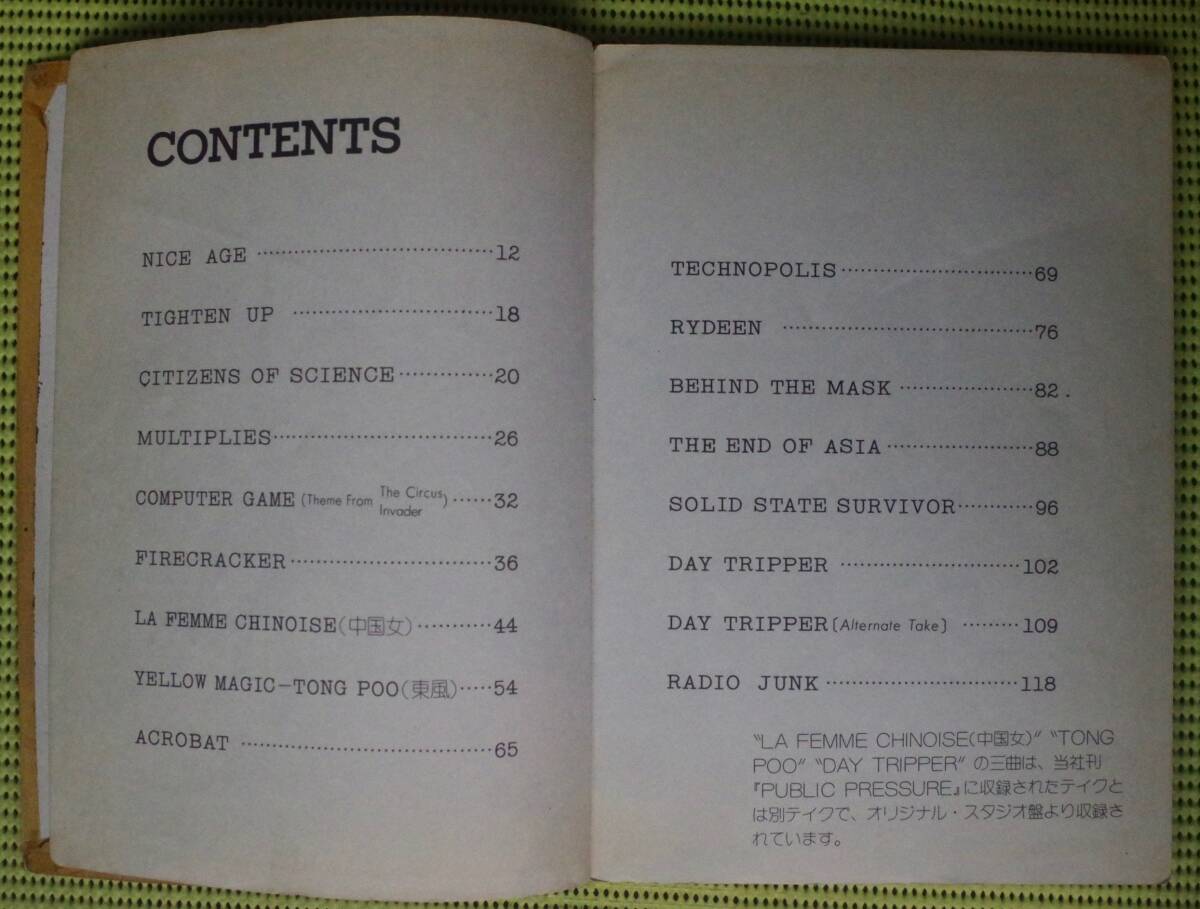 CONTENTS
NICE AGE ································12
TIGHTEN UP ···························18
CITIZENS OF SCIENCE·············20
MULTIPLIES······························26
COMPUTER GAME (Theme From The Circus Invader)······32
FIRECRACKER····························36
LA FEMME CHINOISE(中国女)···········44
YELLOW MAGIC-TONG POO(東風)·····54
ACROBAT ··································65
TECHNOPOLIS··························69
RYDEEN ··································76
BEHIND THE MASK ··················82.
THE END OF ASIA ····················88
SOLID STATE SURVIVOR············96
DAY TRIPPER ·························102
DAY TRIPPER〔Alternate Take〕·········109
RADIO JUNK··························118
〝LA FEMME CHINOISE(中国女)〞〝TONG
POO〞〝DAY TRIPPER〞の三曲は、当社刊
『PUBLIC PRESSURE』に収録されたテイクと
は別テイクで、オリジナル・スタジオ盤より収録さ
れています。